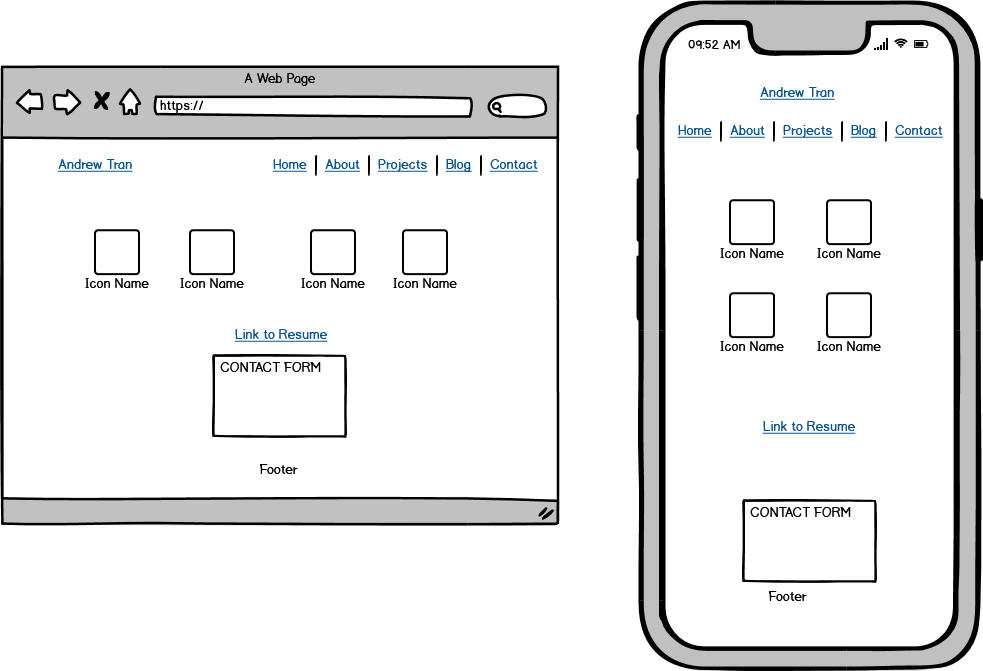 A Web Page
https://
Andrew Tran Home About Projects Blog Contact
Icon Name Icon Name Icon Name Icon Name
Link to Resume
CONTACT FORM
Footer
09:52 AM
Andrew Tran
Home About Projects Blog Contact
Icon Name Icon Name
Icon Name Icon Name
Link to Resume
CONTACT FORM
Footer